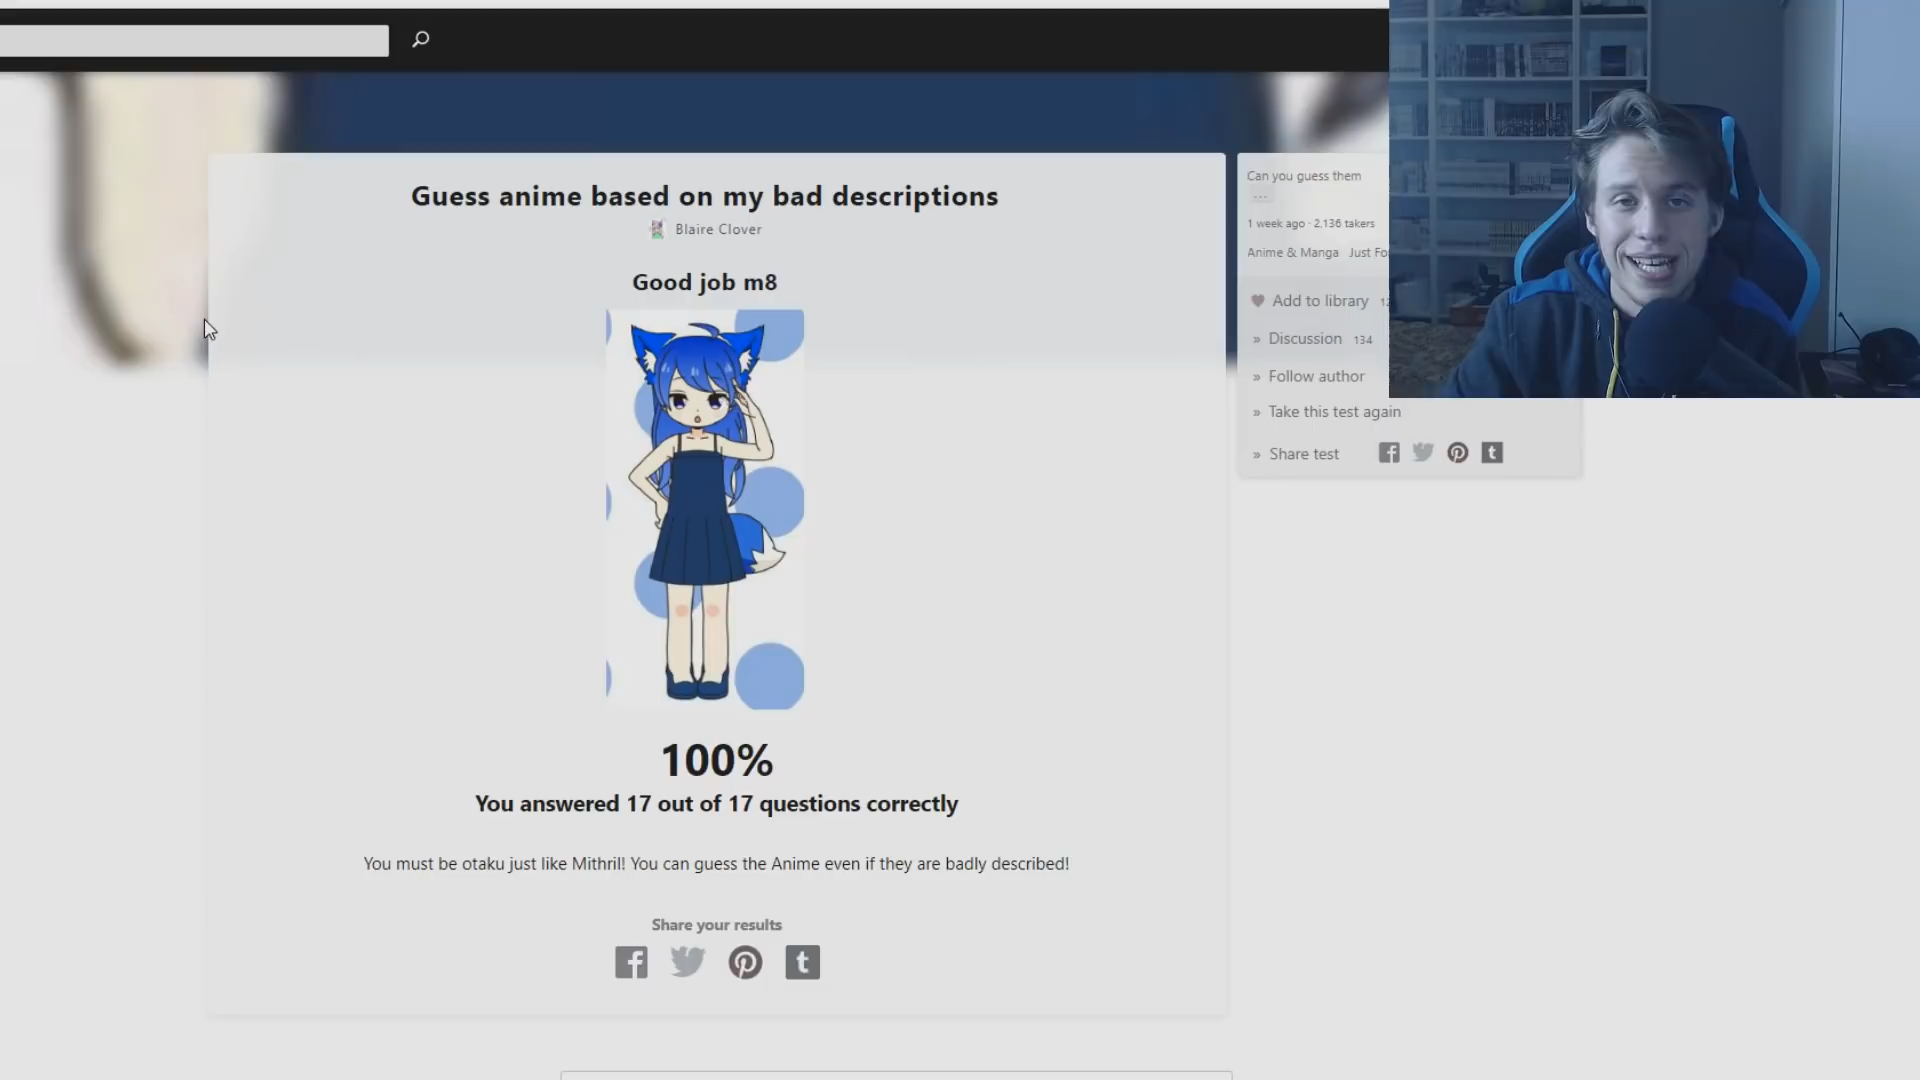 Guess anime based on my bad descriptions
Blaire Clover
Good job m8
100%
You answered 17 out of 17 questions correctly
You must be otaku just like Mithril! You can guess the Anime even if they are badly described!
Share your results
Can you guess them
...
1 week ago · 2,136 takers
Anime & Manga Just
Add to library
» Discussion 134
» Follow author
» Take this test again
» Share test